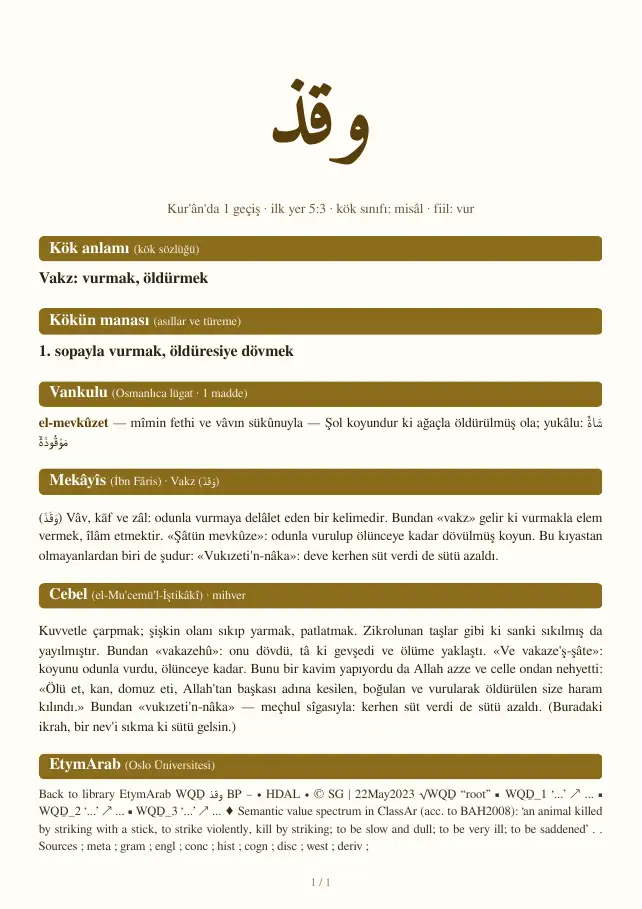 وقذ
Kur'ân'da 1 geçiş · ilk yer 5:3 · kök sınıfı: misâl · fiil: vur
Kök anlamı (kök sözlüğü)
Vakz: vurmak, öldürmek
Kökün manası (asıllar ve türeme)
1. sopayla vurmak, öldüresiye dövmek
Vankulu (Osmanlıca lügat · 1 madde)
el-mevkûzet — mîmin fethi ve vâvın sükûnuyla — Şol koyundur ki ağaçla öldürülmüş ola; yukâlu: شَاةٌ
مَوْقُوذَةٌ
Mekâyîs (İbn Fâris) · Vakz (وَقَذَ)
(وَقَذَ) Vâv, kāf ve zâl: odunla vurmaya delâlet eden bir kelimedir. Bundan «vakz» gelir ki vurmakla elem
vermek, îlâm etmektir. «Şâtün mevkûze»: odunla vurulup ölünceye kadar dövülmüş koyun. Bu kıyastan
olmayanlardan biri de şudur: «Vukızeti'n-nâka»: deve kerhen süt verdi de sütü azaldı.
Cebel (el-Mu'cemü'l-İştikâkî) · mihver
Kuvvetle çarpmak; şişkin olanı sıkıp yarmak, patlatmak. Zikrolunan taşlar gibi ki sanki sıkılmış da
yayılmıştır. Bundan «vakazehû»: onu dövdü, tâ ki gevşedi ve ölüme yaklaştı. «Ve vakaze'ş-şâte»:
koyunu odunla vurdu, ölünceye kadar. Bunu bir kavim yapıyordu da Allah azze ve celle ondan nehyetti:
«Ölü et, kan, domuz eti, Allah'tan başkası adına kesilen, boğulan ve vurularak öldürülen size haram
kılındı.» Bundan «vukızeti'n-nâka» — meçhul sîgasıyla: kerhen süt verdi de sütü azaldı. (Buradaki
ikrah, bir nev'i sıkma ki sütü gelsin.)
EtymArab (Oslo Üniversitesi)
Back to library EtymArab WQḎ وقذ BP – • HDAL • © SG | 22May2023 √WQḎ “root” ▪ WQḎ_1 ‘...’ ↗ ... ▪
WQḎ_2 ‘...’ ↗ ... ▪ WQḎ_3 ‘...’ ↗ ... ♦ Semantic value spectrum in ClassAr (acc. to BAH2008): ‘an animal killed
by striking with a stick, to strike violently, kill by striking; to be slow and dull; to be very ill; to be saddened’ . .
Sources ; meta ; gram ; engl ; conc ; hist ; cogn ; disc ; west ; deriv ;
1 / 1